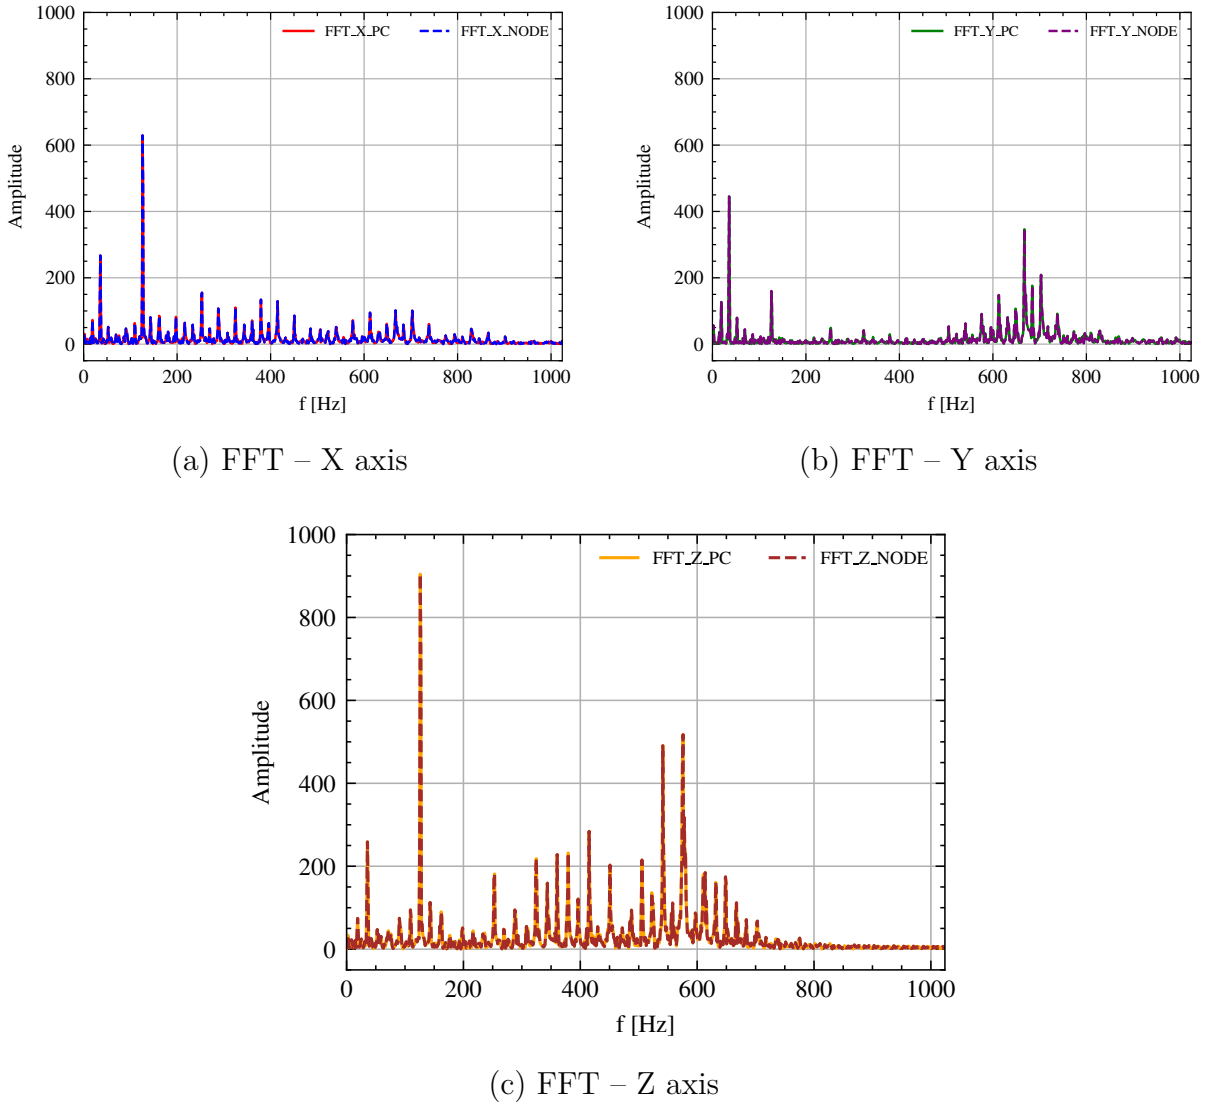 1000
800
600
400
200
0
Amplitude
FFT_X_PC FFT_X_NODE
0 200 400 600 800 1000
f [Hz]
(a) FFT – X axis
1000
800
600
400
200
0
Amplitude
FFT_Y_PC FFT_Y_NODE
0 200 400 600 800 1000
f [Hz]
(b) FFT – Y axis
1000
800
600
400
200
0
Amplitude
FFT_Z_PC FFT_Z_NODE
0 200 400 600 800 1000
f [Hz]
(c) FFT – Z axis